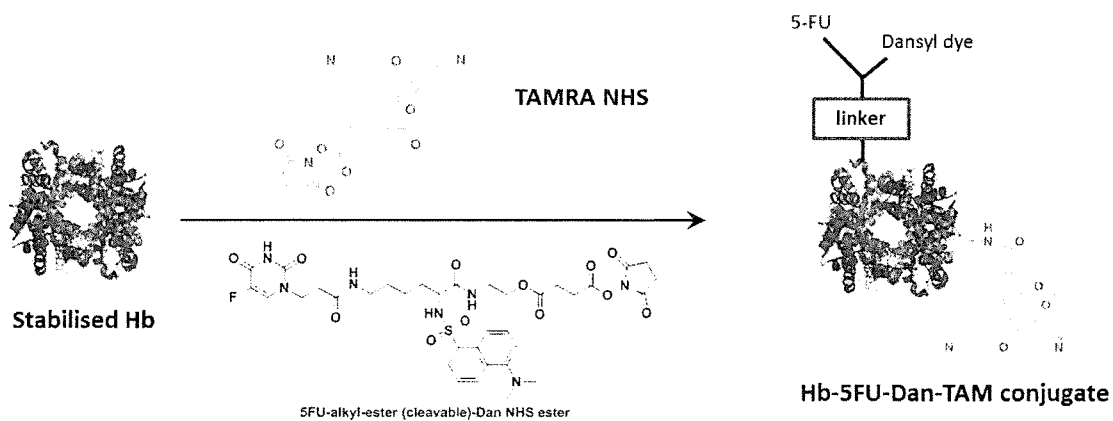 5-FU
Dansyl dye
TAMRA NHS
linker
Stabilised Hb
5FU-alkyl-ester (cleavable)-Dan NHS ester
Hb-5FU-Dan-TAM conjugate